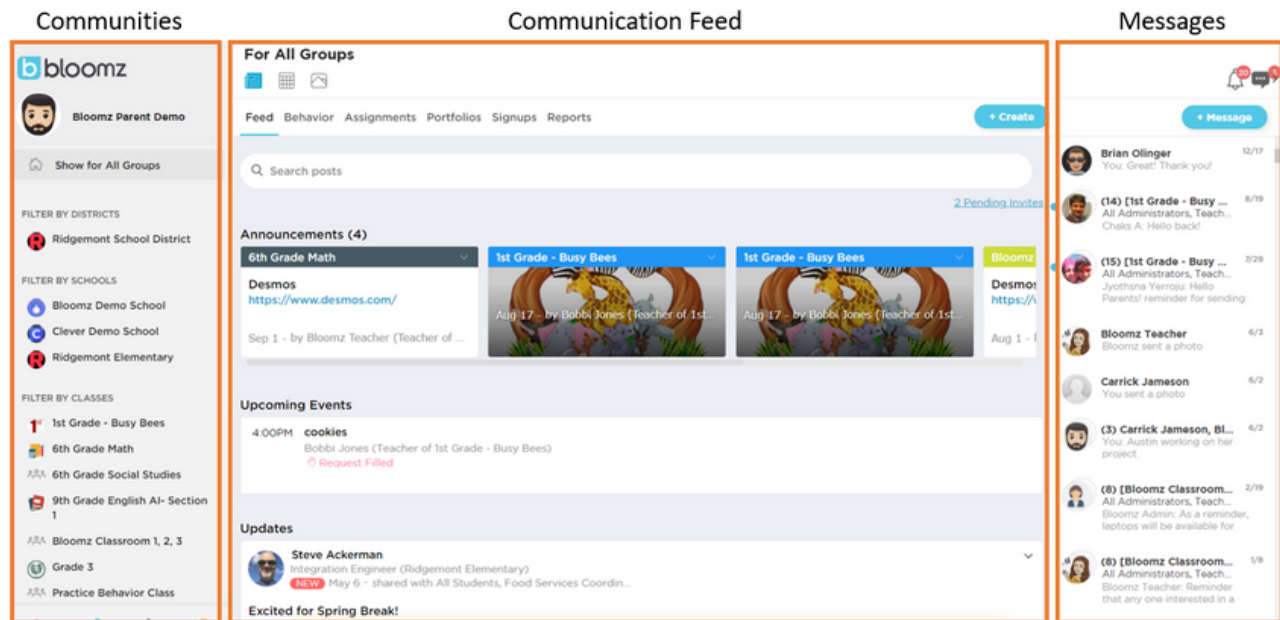 Communities
Communication Feed
Messages
bloomz
Bloomz Parent Demo
Show for All Groups
FILTER BY DISTRICTS
Ridgemont School District
FILTER BY SCHOOLS
Bloomz Demo School
Clever Demo School
Ridgemont Elementary
FILTER BY CLASSES
1st Grade - Busy Bees
6th Grade Math
6th Grade Social Studies
9th Grade English AI- Section
1
Bloomz Classroom 1, 2, 3
Grade 3
Practice Behavior Class
For All Groups
Feed Behavior Assignments Portfolios Signups Reports
+ Create
Search posts
2 Pending Invites
Announcements (4)
6th Grade Math
Desmos
https://www.desmos.com/
Sep 1 - by Bloomz Teacher (Teacher of ...
1st Grade - Busy Bees
Aug 17 - by Bobbi Jones (Teacher of 1st...
1st Grade - Busy Bees
Aug 17 - by Bobbi Jones (Teacher of 1st...
Bloomz
Desmos
https://
Aug 1 -
Upcoming Events
4:00PM cookies
Bobbi Jones (Teacher of 1st Grade - Busy Bees)
Request Filled
Updates
Steve Ackerman
Integration Engineer (Ridgemont Elementary)
NEW May 6 - shared with All Students, Food Services Coordin...
Excited for Spring Break!
20
+ Message
Brian Olinger 12/17
You: Great! Thank you!
(14) [1st Grade - Busy ... 8/19
All Administrators, Teach...
Chaks A: Hello back!
(15) [1st Grade - Busy ... 7/29
All Administrators, Teach...
Jyothsna Yerroju: Hello
Parents! reminder for sending
Bloomz Teacher 6/3
Bloomz sent a photo
Carrick Jameson 6/2
You sent a photo
(3) Carrick Jameson, Bl... 6/2
You: Austin working on her
project
(8) [Bloomz Classroom... 2/19
All Administrators, Teach...
Bloomz Admin: As a reminder,
laptops will be available for
(8) [Bloomz Classroom... 1/8
All Administrators, Teach...
Bloomz Teacher: Reminder
that any one interested in a